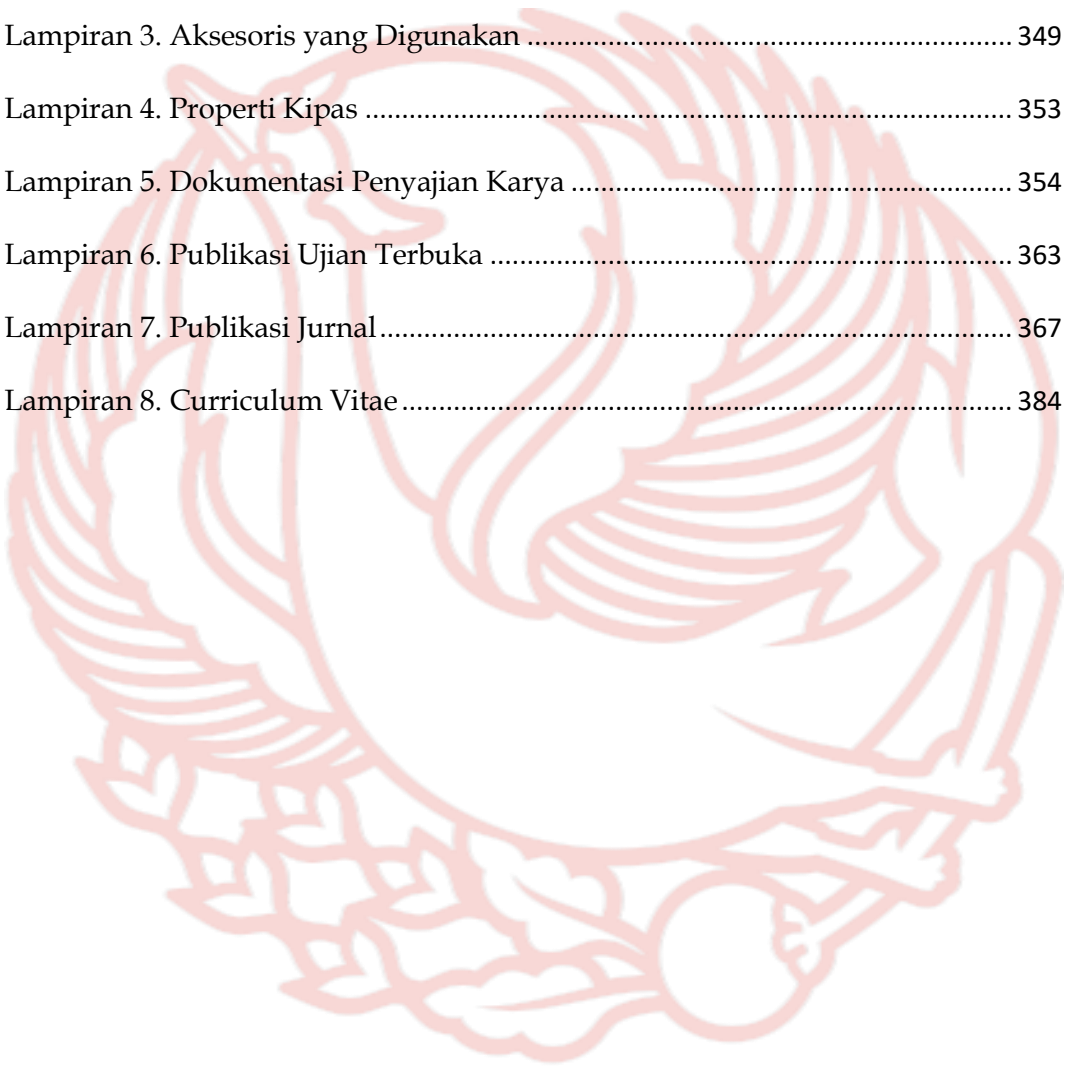 Lampiran 3. Aksesoris yang Digunakan ........................................................................ 349
Lampiran 4. Properti Kipas ................................................................................................ 353
Lampiran 5. Dokumentasi Penyajian Karya .................................................................. 354
Lampiran 6. Publikasi Ujian Terbuka .............................................................................. 363
Lampiran 7. Publikasi Jurnal .............................................................................................. 367
Lampiran 8. Curriculum Vitae ........................................................................................... 384